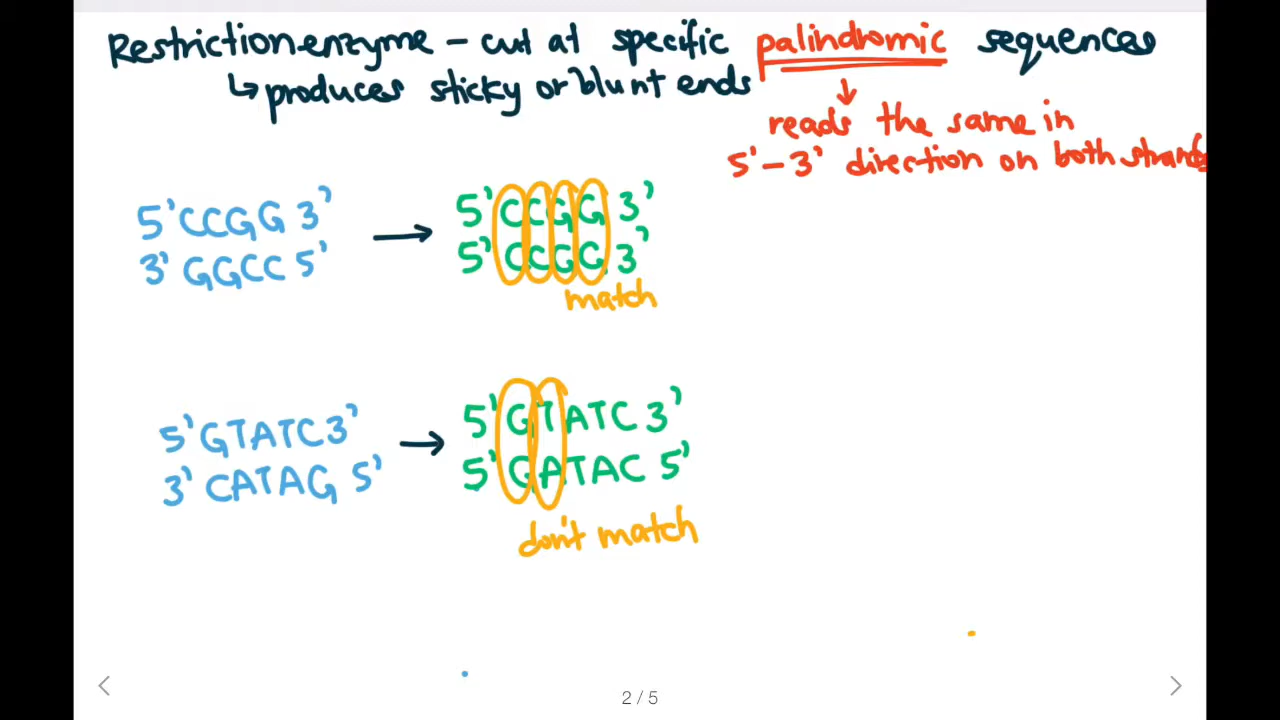 Restriction enzyme - cut at specific palindromic sequences
↳ produces sticky or blunt ends
↓
reads the same in
5' - 3' direction on both strands
5' CCGG 3' → 5' CCGG 3'
3' GGCC 5' 5' CCGG 3'
match
5' GTATC 3' → 5' GTATC 3'
3' CATAG 5' 5' GATAC 5'
don't match
2 / 5